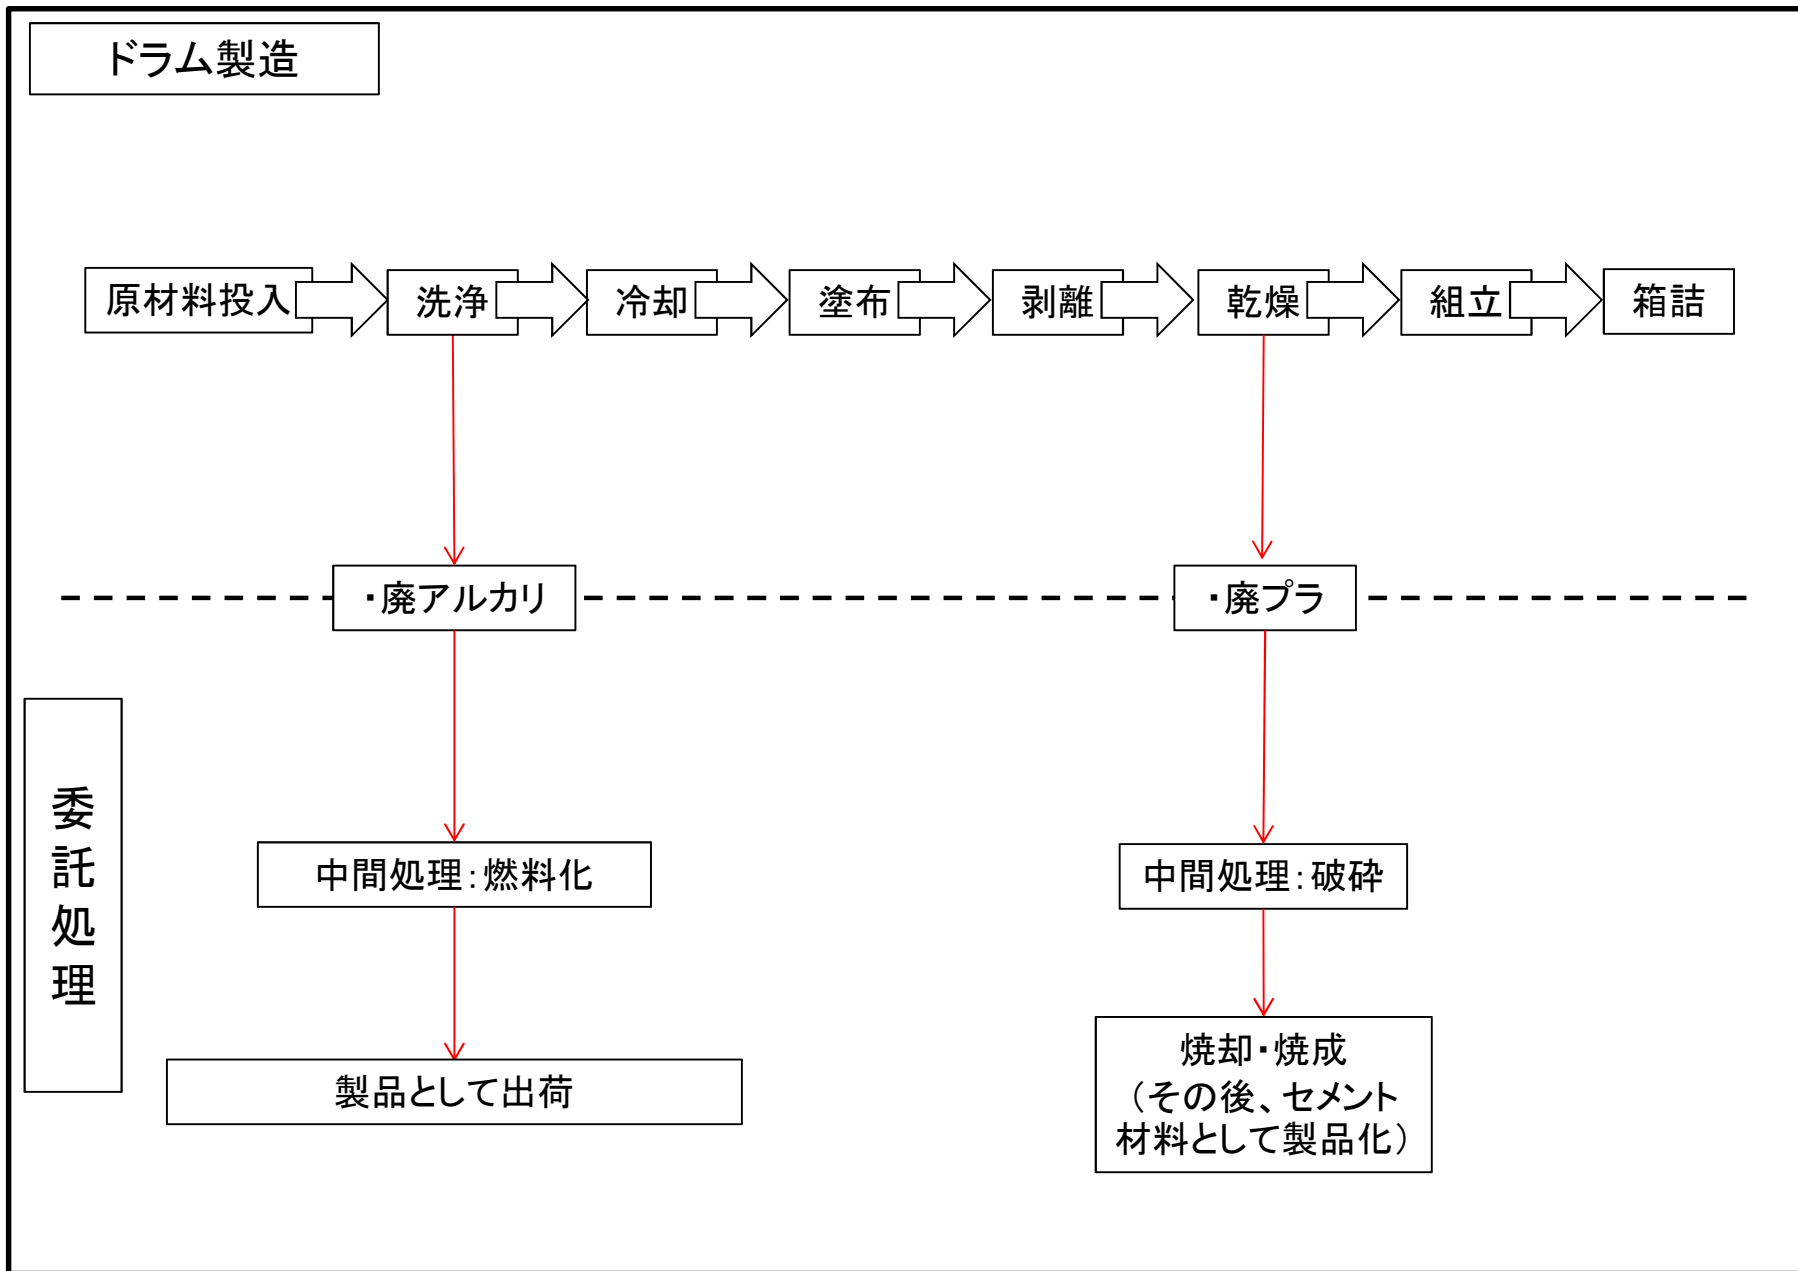 ドラム製造
原材料投入
洗浄
冷却
塗布
剥離
乾燥
組立
箱詰
・廃アルカリ
・廃プラ
委託処理
中間処理：燃料化
中間処理：破砕
製品として出荷
焼却・焼成
（その後、セメント
材料として製品化）